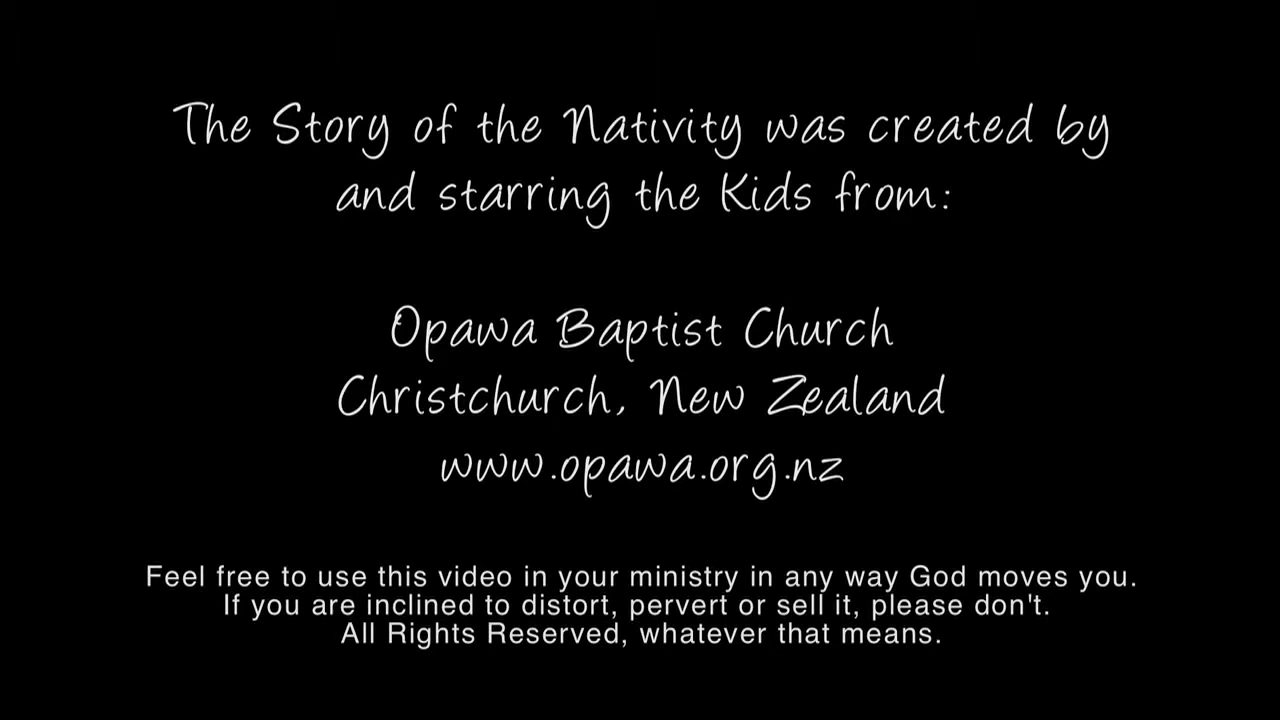 The Story of the Nativity was created by
and starring the Kids from:
Opawa Baptist Church
Christchurch, New Zealand
www.opawa.org.nz
Feel free to use this video in your ministry in any way God moves you.
If you are inclined to distort, pervert or sell it, please don't.
All Rights Reserved, whatever that means.